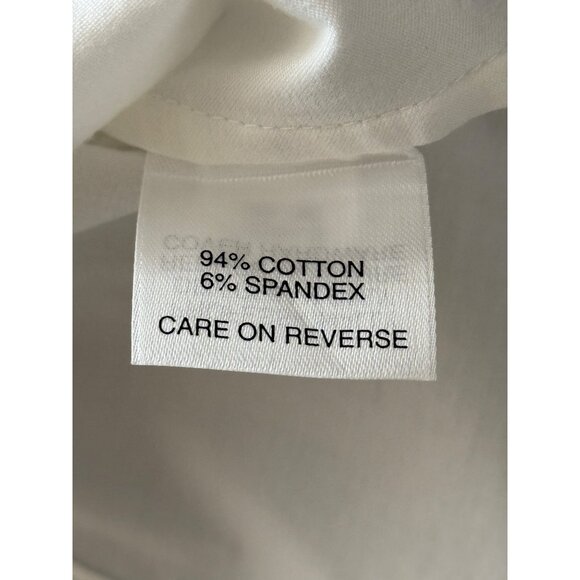 94% COTTON
6% SPANDEX
CARE ON REVERSE